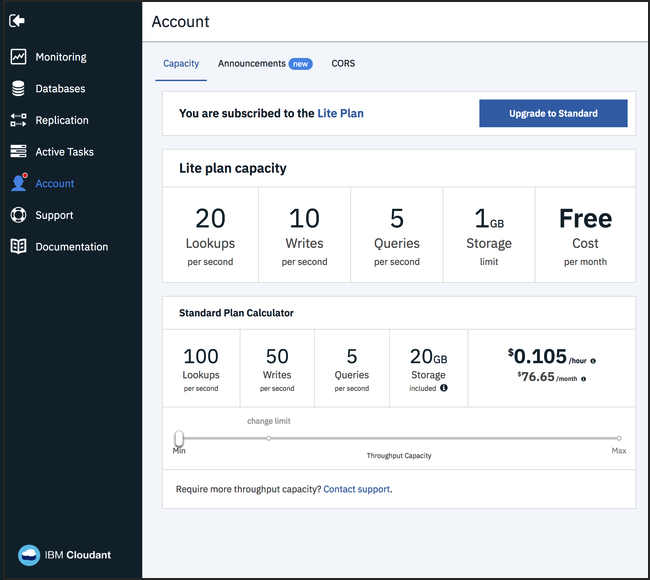 Account
Monitoring
Databases
Replication
Active Tasks
Account
Support
Documentation
IBM Cloudant
Capacity
Announcements new
CORS
You are subscribed to the Lite Plan
Upgrade to Standard
Lite plan capacity
20
Lookups
per second
10
Writes
per second
5
Queries
per second
1GB
Storage
limit
Free
Cost
per month
Standard Plan Calculator
100
Lookups
per second
50
Writes
per second
5
Queries
per second
20GB
Storage
included
$0.105/hour
$76.65/month
change limit
Min
Throughput Capacity
Max
Require more throughput capacity? Contact support.